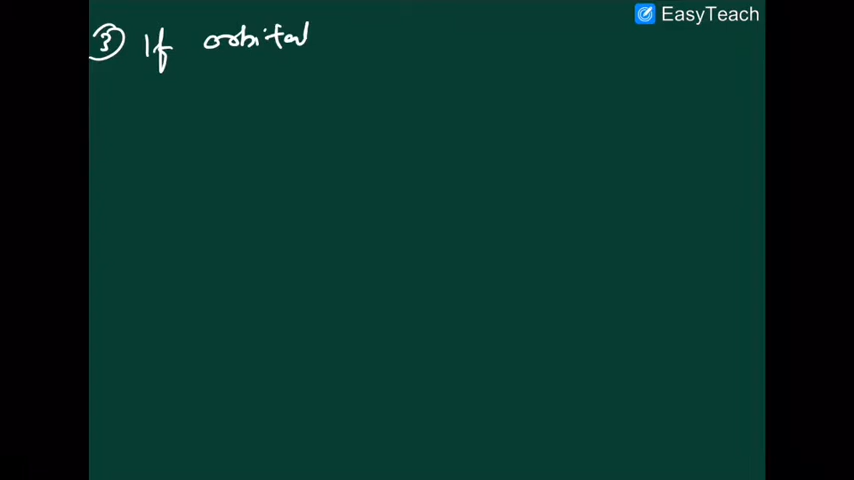 EasyTeach
③ If orbital